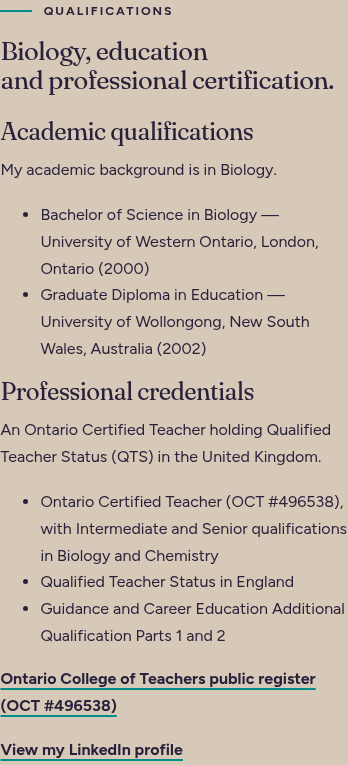 QUALIFICATIONS
Biology, education
and professional certification.
Academic qualifications
My academic background is in Biology.
• Bachelor of Science in Biology —
University of Western Ontario, London,
Ontario (2000)
• Graduate Diploma in Education —
University of Wollongong, New South
Wales, Australia (2002)
Professional credentials
An Ontario Certified Teacher holding Qualified
Teacher Status (QTS) in the United Kingdom.
• Ontario Certified Teacher (OCT #496538),
with Intermediate and Senior qualifications
in Biology and Chemistry
• Qualified Teacher Status in England
• Guidance and Career Education Additional
Qualification Parts 1 and 2
Ontario College of Teachers public register
(OCT #496538)
View my LinkedIn profile